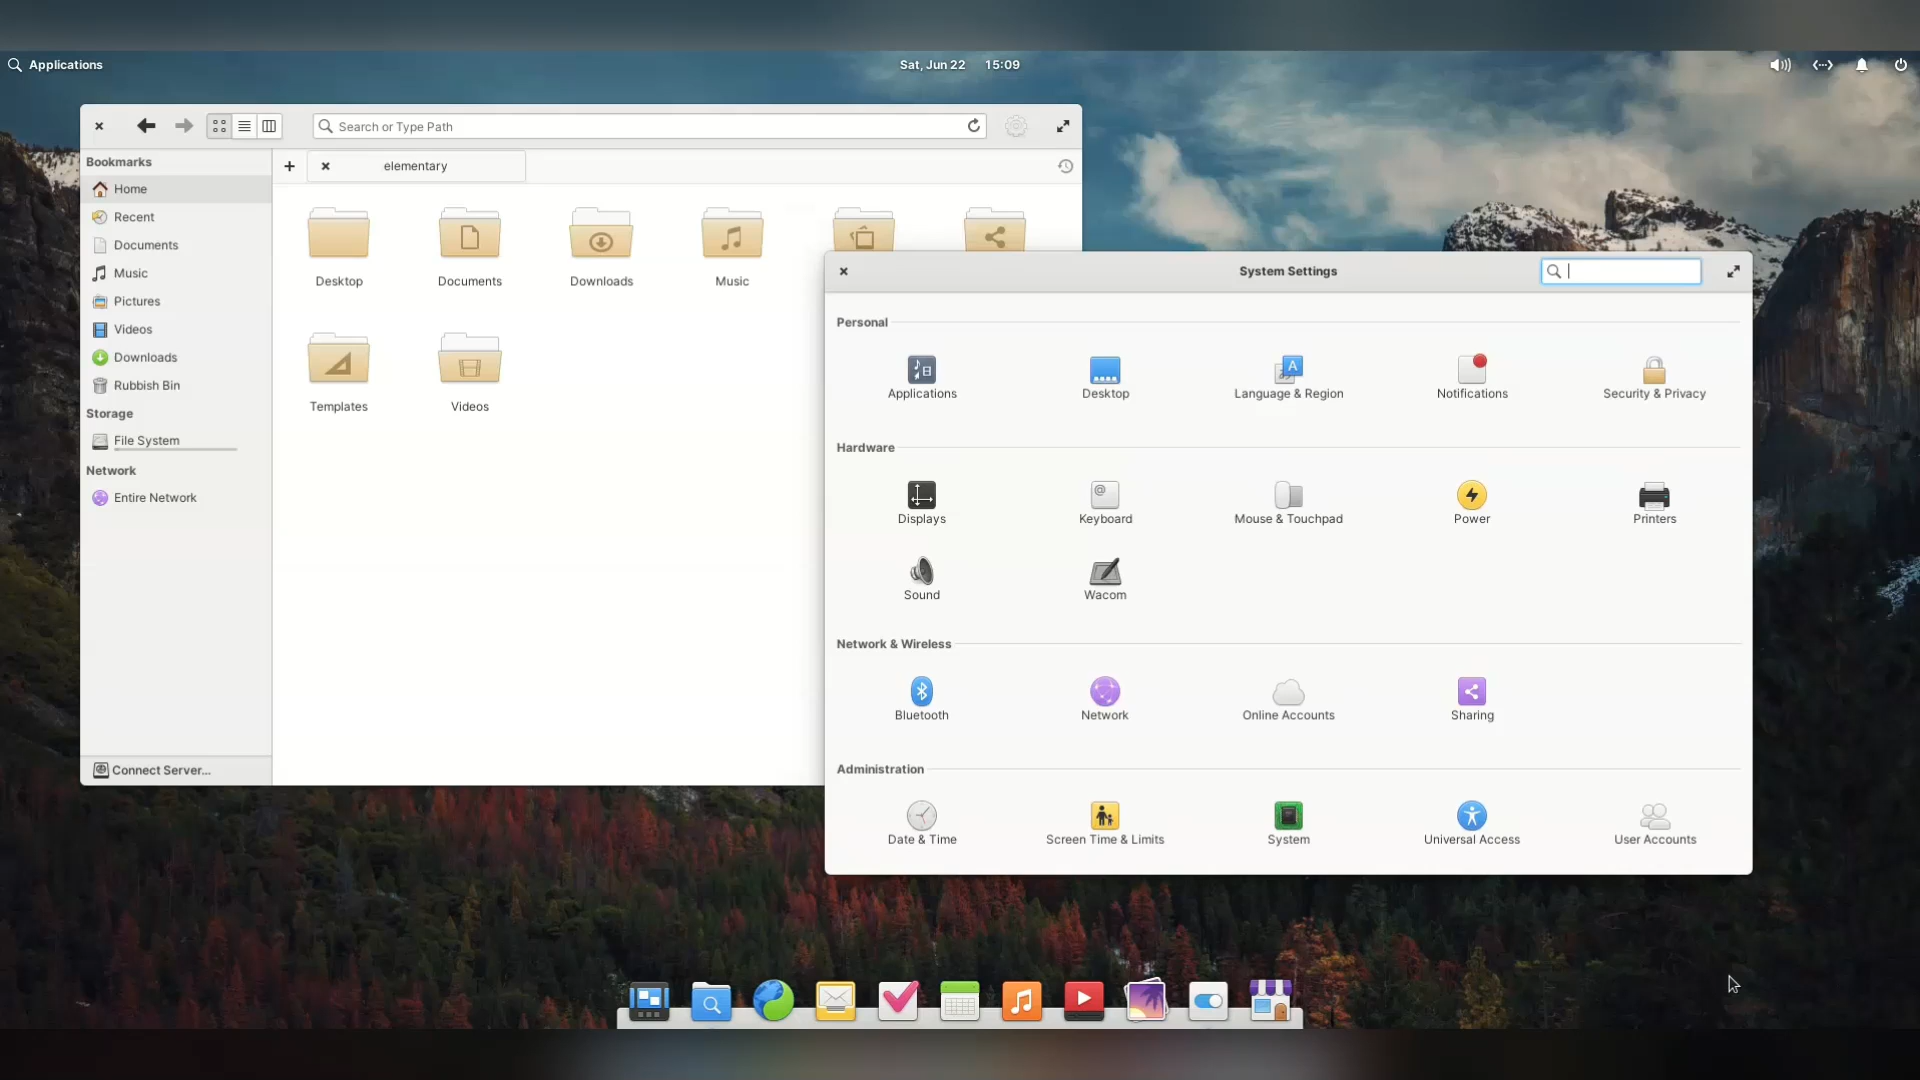 Applications
Sat, Jun 22 15:09
Search or Type Path
elementary
Bookmarks
Home
Recent
Documents
Music
Pictures
Videos
Downloads
Rubbish Bin
Storage
File System
Network
Entire Network
Connect Server...
Desktop
Documents
Downloads
Music
Templates
Videos
System Settings
Personal
Applications
Desktop
Language & Region
Notifications
Security & Privacy
Hardware
Displays
Keyboard
Mouse & Touchpad
Power
Printers
Sound
Wacom
Network & Wireless
Bluetooth
Network
Online Accounts
Sharing
Administration
Date & Time
Screen Time & Limits
System
Universal Access
User Accounts